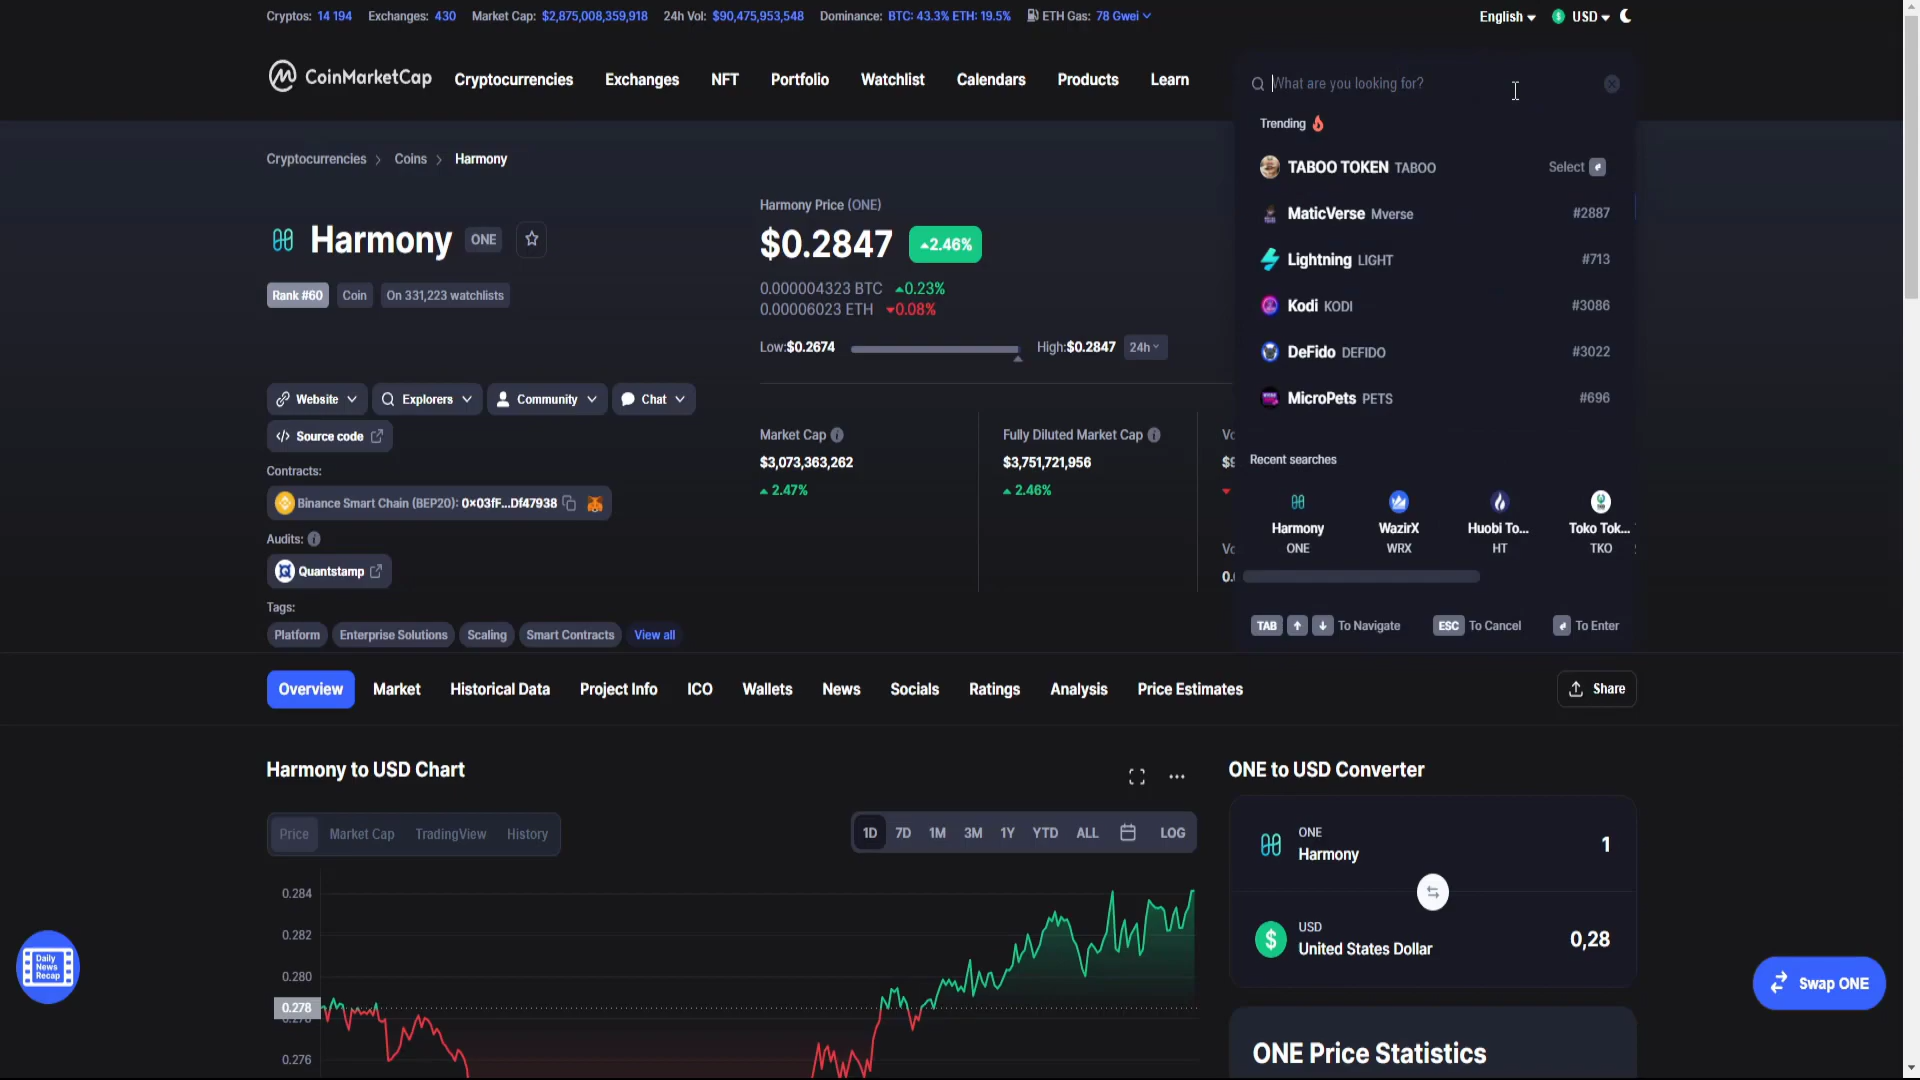 Cryptos: 14 194 Exchanges: 430 Market Cap: $2,875,008,359,918 24h Vol: $90,475,953,548 Dominance: BTC: 43.3% ETH: 19.5% ETH Gas: 78 Gwei
English USD
CoinMarketCap Cryptocurrencies Exchanges NFT Portfolio Watchlist Calendars Products Learn
What are you looking for?
Trending
TABOO TOKEN TABOO Select
MaticVerse Mverse #2887
Lightning LIGHT #713
Kodi KODI #3086
DeFido DEFIDO #3022
MicroPets PETS #696
Recent searches
Harmony WazirX Huobi To... Toko Tok...
ONE WRX HT TKO
TAB To Navigate ESC To Cancel To Enter
Cryptocurrencies Coins Harmony
Harmony ONE
Rank #60 Coin On 331,223 watchlists
Website Explorers Community Chat
Source code
Contracts:
Binance Smart Chain (BEP20): 0x03fF...Df47938
Audits:
Quantstamp
Tags:
Platform Enterprise Solutions Scaling Smart Contracts View all
Harmony Price (ONE)
$0.2847 2.46%
0.000004323 BTC 0.23%
0.00006023 ETH 0.08%
Low:$0.2674 High:$0.2847 24h
Market Cap
$3,073,363,262
2.47%
Fully Diluted Market Cap
$3,751,721,956
2.46%
Overview Market Historical Data Project Info ICO Wallets News Socials Ratings Analysis Price Estimates Share
Harmony to USD Chart
Price Market Cap TradingView History
1D 7D 1M 3M 1Y YTD ALL LOG
0.284
0.282
0.280
0.278
0.276
ONE to USD Converter
ONE
Harmony 1
USD
United States Dollar 0,28
ONE Price Statistics
Daily
News
Recap
Swap ONE